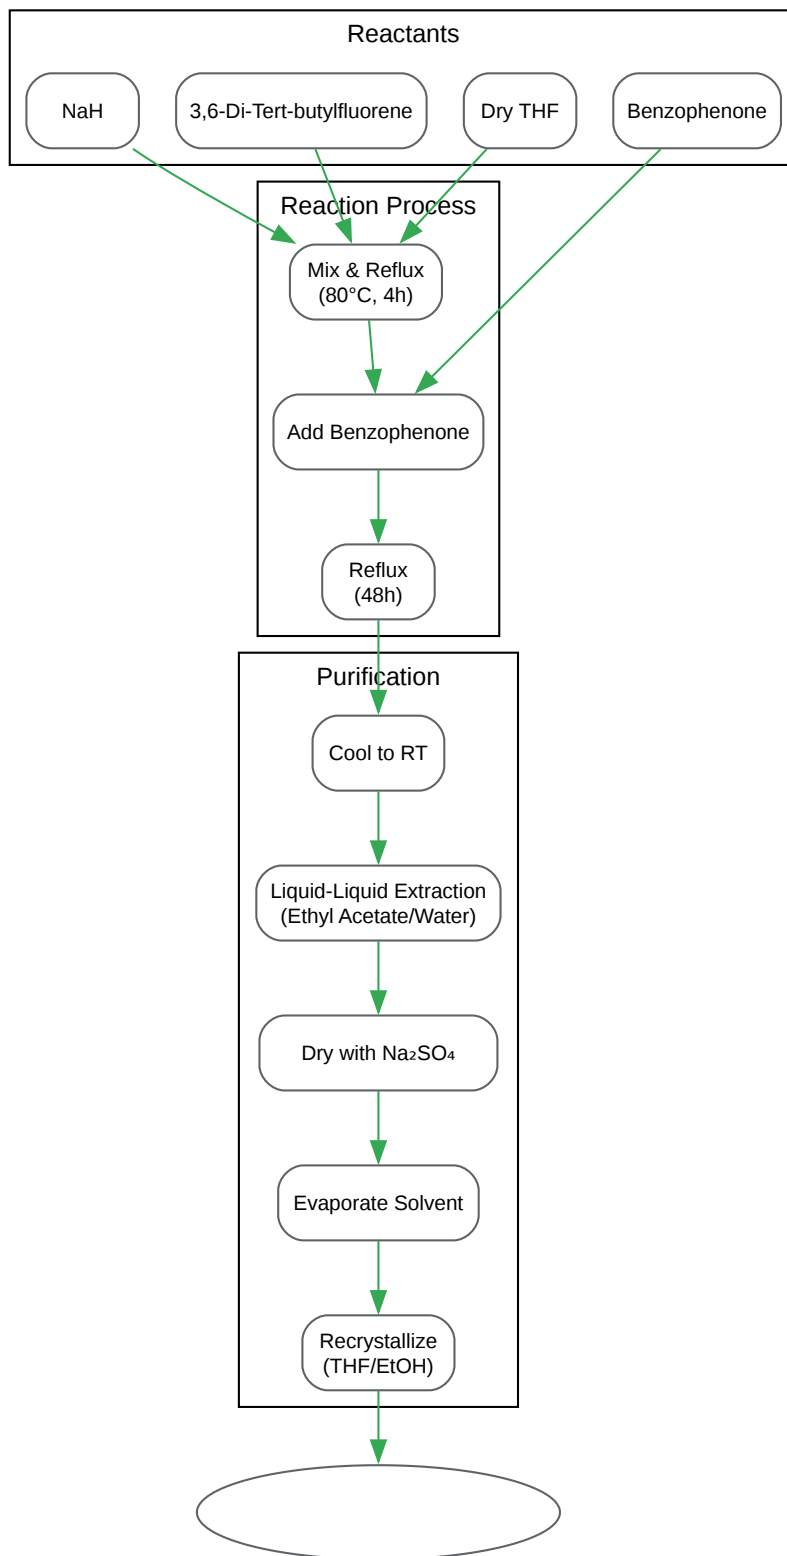 Reactants
NaH
3,6-Di-Tert-butylfluorene
Dry THF
Benzophenone
Reaction Process
Mix & Reflux
(80°C, 4h)
Add Benzophenone
Reflux
(48h)
Purification
Cool to RT
Liquid-Liquid Extraction
(Ethyl Acetate/Water)
Dry with Na₂SO₄
Evaporate Solvent
Recrystallize
(THF/EtOH)